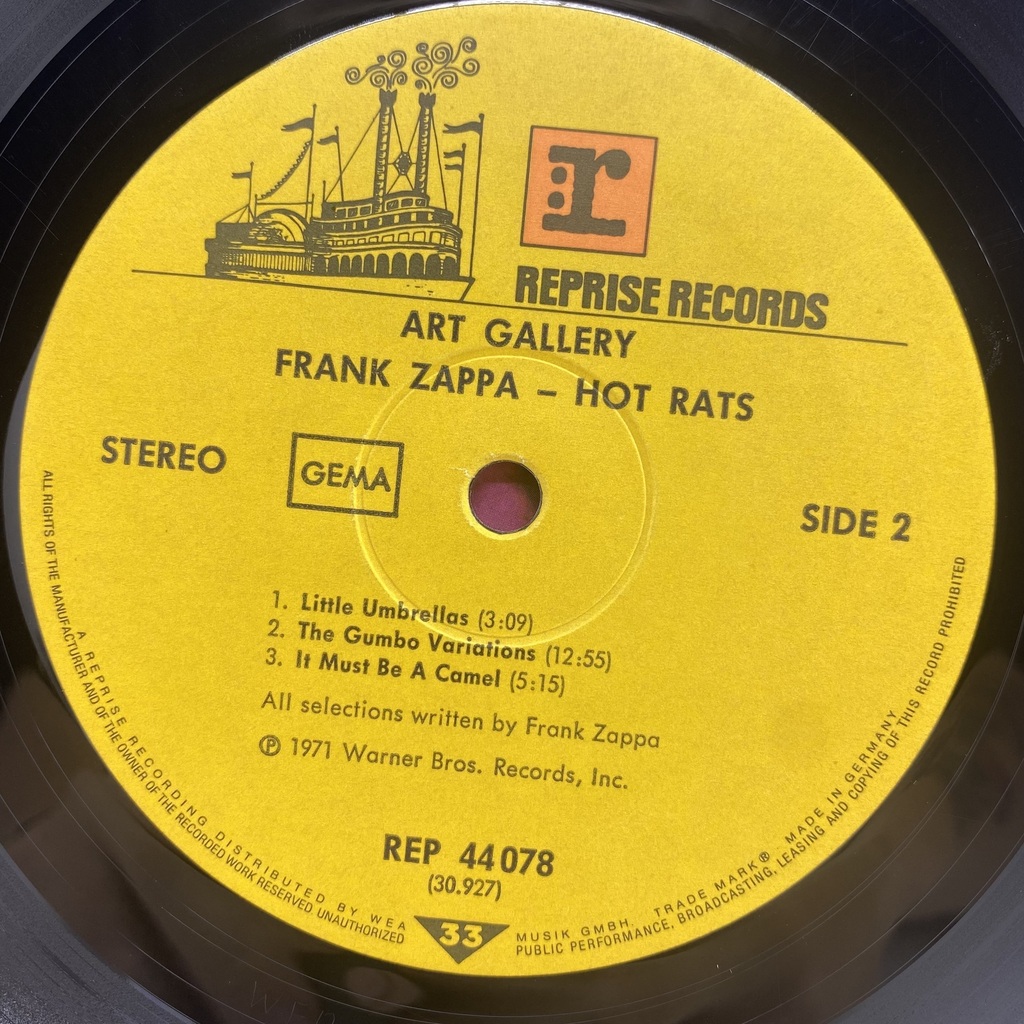 r
REPRISE RECORDS
ART GALLERY
FRANK ZAPPA – HOT RATS
STEREO
GEMA
SIDE 2
1. Little Umbrellas (3:09)
2. The Gumbo Variations (12:55)
3. It Must Be A Camel (5:15)
All selections written by Frank Zappa
℗ 1971 Warner Bros. Records, Inc.
REP 44 078
(30.927)
33
A REPRISE RECORDING DISTRIBUTED BY WEA MUSIK GMBH, TRADE MARK® MADE IN GERMANY
ALL RIGHTS OF THE MANUFACTURER AND OF THE OWNER OF THE RECORDED WORK RESERVED. UNAUTHORIZED PUBLIC PERFORMANCE, BROADCASTING, LEASING AND COPYING OF THIS RECORD PROHIBITED